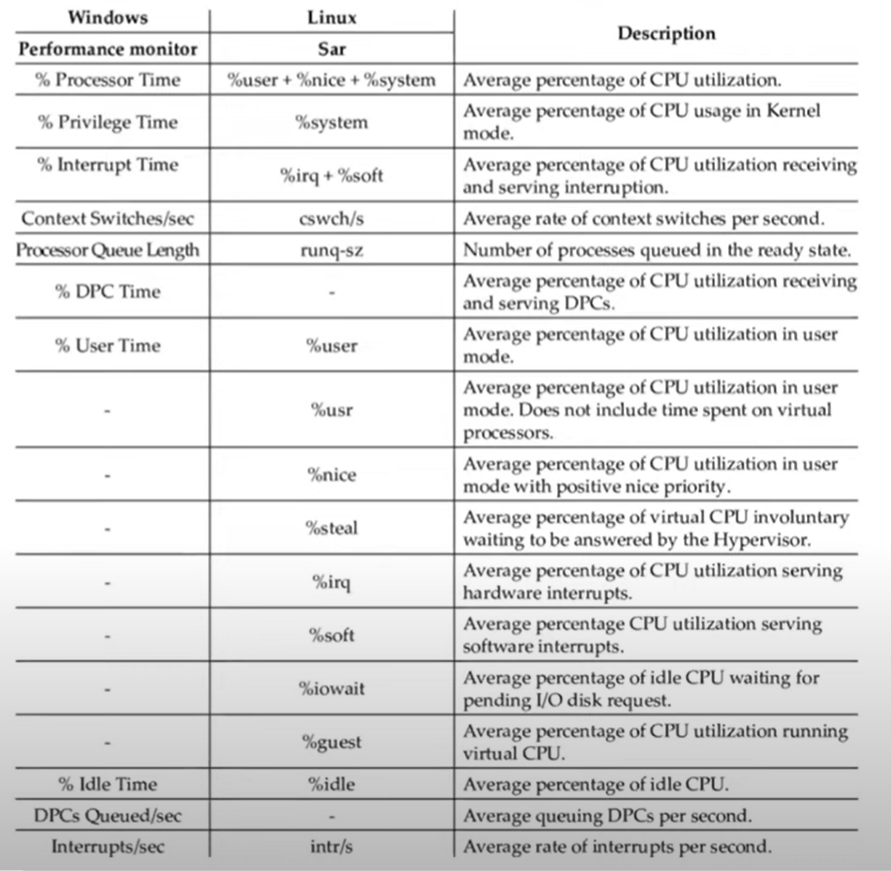 Windows Linux Description
Performance monitor Sar
% Processor Time %user + %nice + %system Average percentage of CPU utilization.
% Privilege Time %system Average percentage of CPU usage in Kernel
mode.
% Interrupt Time %irq + %soft Average percentage of CPU utilization receiving
and serving interruption.
Context Switches/sec cswch/s Average rate of context switches per second.
Processor Queue Length runq-sz Number of processes queued in the ready state.
% DPC Time - Average percentage of CPU utilization receiving
and serving DPCs.
% User Time %user Average percentage of CPU utilization in user
mode.
- %usr Average percentage of CPU utilization in user
mode. Does not include time spent on virtual
processors.
- %nice Average percentage of CPU utilization in user
mode with positive nice priority.
- %steal Average percentage of virtual CPU involuntary
waiting to be answered by the Hypervisor.
- %irq Average percentage of CPU utilization serving
hardware interrupts.
- %soft Average percentage CPU utilization serving
software interrupts.
- %iowait Average percentage of idle CPU waiting for
pending I/O disk request.
- %guest Average percentage of CPU utilization running
virtual CPU.
% Idle Time %idle Average percentage of idle CPU.
DPCs Queued/sec - Average queuing DPCs per second.
Interrupts/sec intr/s Average rate of interrupts per second.